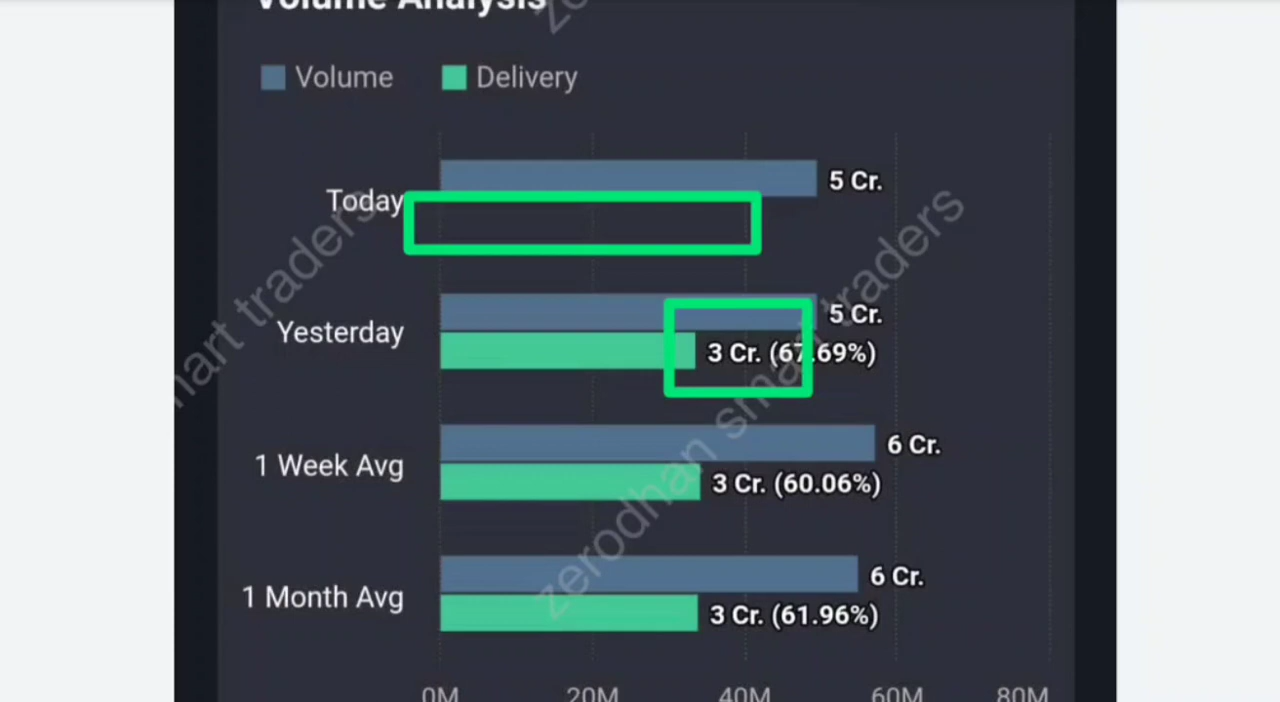 Volume Analysis
Volume
Delivery
Today
5 Cr.
Yesterday
5 Cr.
3 Cr. (67.69%)
1 Week Avg
6 Cr.
3 Cr. (60.06%)
1 Month Avg
6 Cr.
3 Cr. (61.96%)
0M 20M 40M 60M 80M
zerodhan smart traders